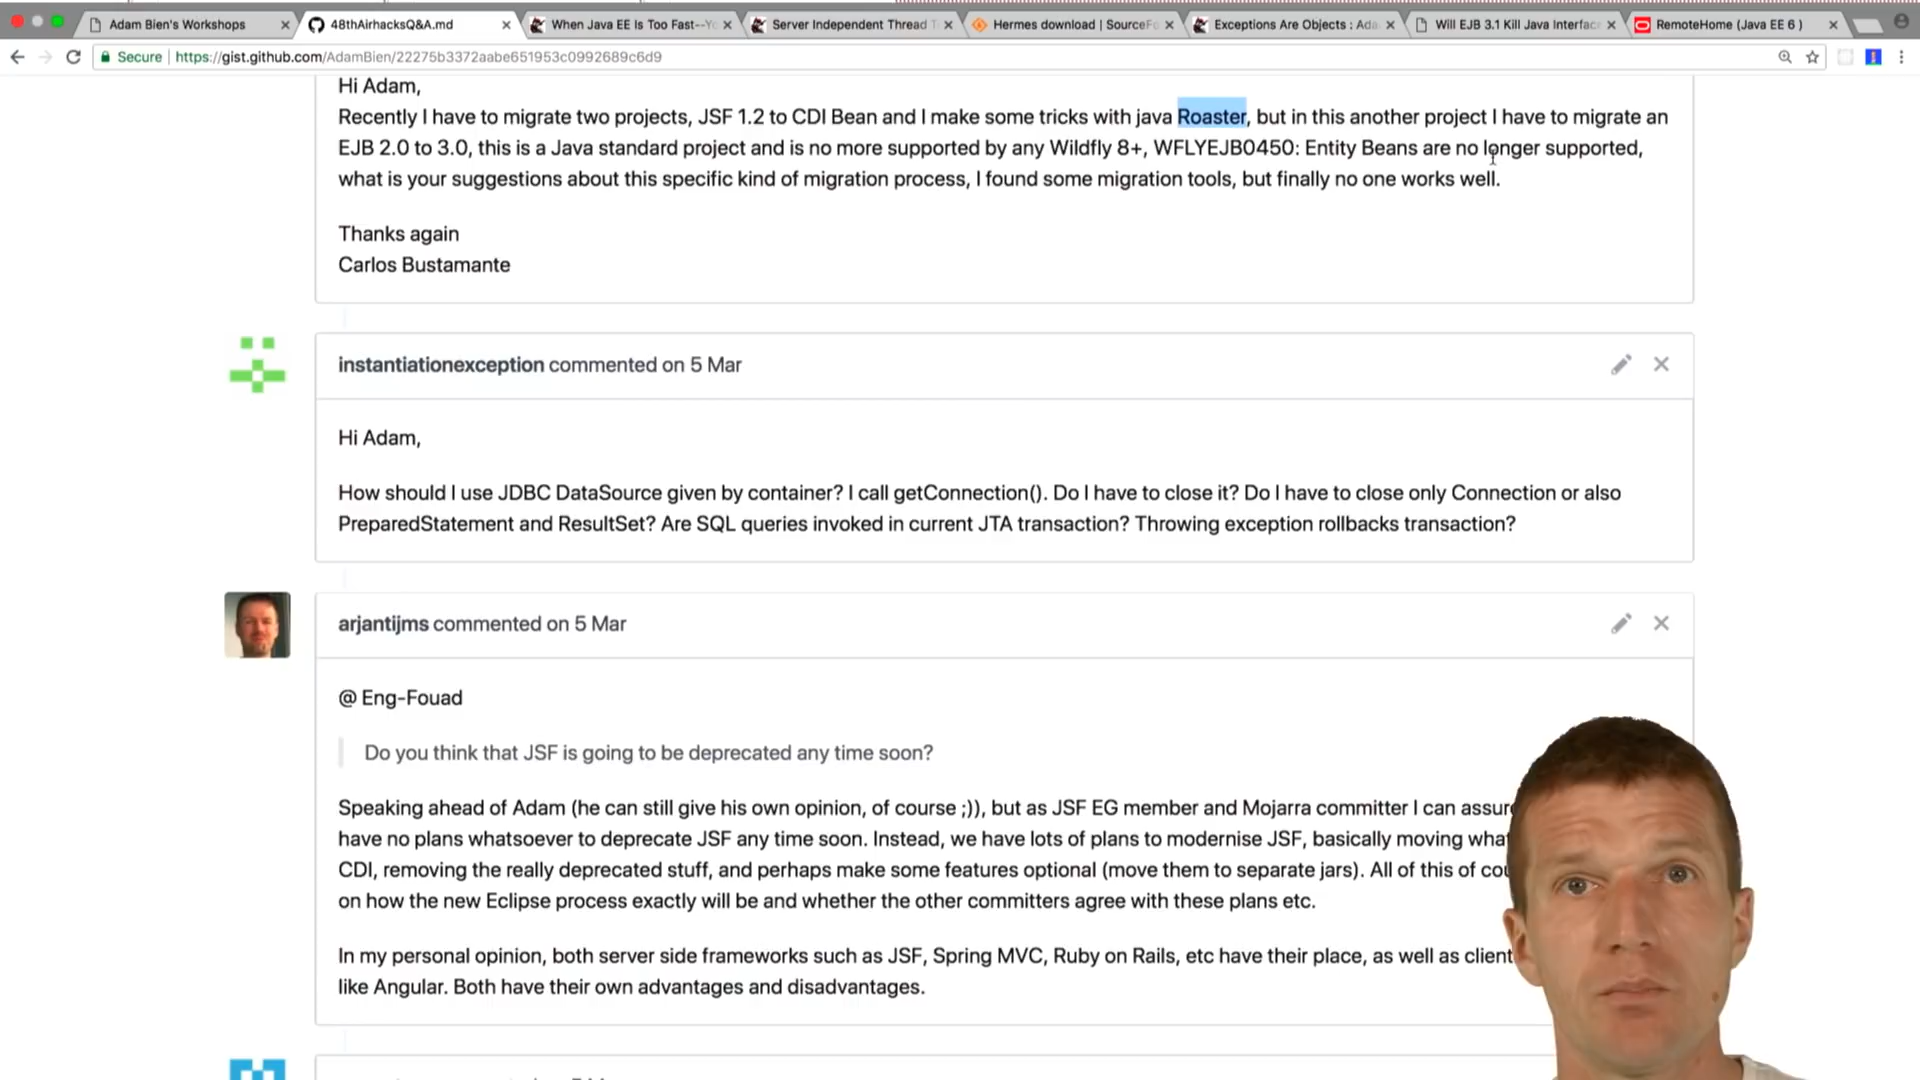 Adam Bien's Workshops
48thAirhacksQ&A.md
When Java EE Is Too Fast--Yo
Server Independent Thread T
Hermes download | SourceFo
Exceptions Are Objects : Ada
Will EJB 3.1 Kill Java Interfac
RemoteHome (Java EE 6 )
Secure | https://gist.github.com/AdamBien/22275b3372aabe651953c0992689c6d9
Hi Adam,
Recently I have to migrate two projects, JSF 1.2 to CDI Bean and I make some tricks with java Roaster, but in this another project I have to migrate an
EJB 2.0 to 3.0, this is a Java standard project and is no more supported by any Wildfly 8+, WFLYEJB0450: Entity Beans are no longer supported,
what is your suggestions about this specific kind of migration process, I found some migration tools, but finally no one works well.
Thanks again
Carlos Bustamante
instantiationexception commented on 5 Mar
Hi Adam,
How should I use JDBC DataSource given by container? I call getConnection(). Do I have to close it? Do I have to close only Connection or also
PreparedStatement and ResultSet? Are SQL queries invoked in current JTA transaction? Throwing exception rollbacks transaction?
arjantijms commented on 5 Mar
@ Eng-Fouad
Do you think that JSF is going to be deprecated any time soon?
Speaking ahead of Adam (he can still give his own opinion, of course ;)), but as JSF EG member and Mojarra committer I can assur
have no plans whatsoever to deprecate JSF any time soon. Instead, we have lots of plans to modernise JSF, basically moving wha
CDI, removing the really deprecated stuff, and perhaps make some features optional (move them to separate jars). All of this of cou
on how the new Eclipse process exactly will be and whether the other committers agree with these plans etc.
In my personal opinion, both server side frameworks such as JSF, Spring MVC, Ruby on Rails, etc have their place, as well as client
like Angular. Both have their own advantages and disadvantages.